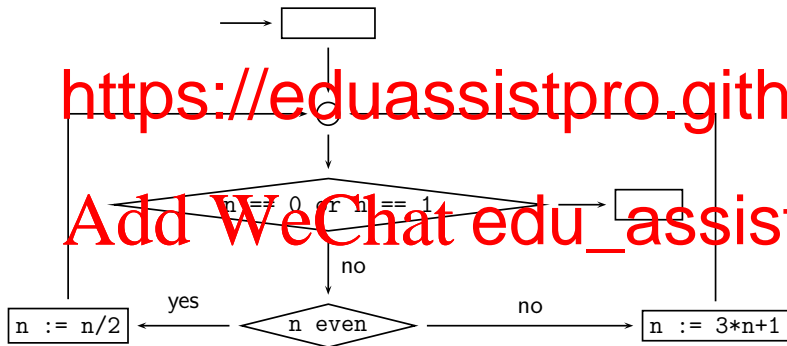 https://eduassistpro.gith
n == 0 or n == 1
Add WeChat edu_assis
no
yes
no
n := n/2
n even
n := 3*n+1